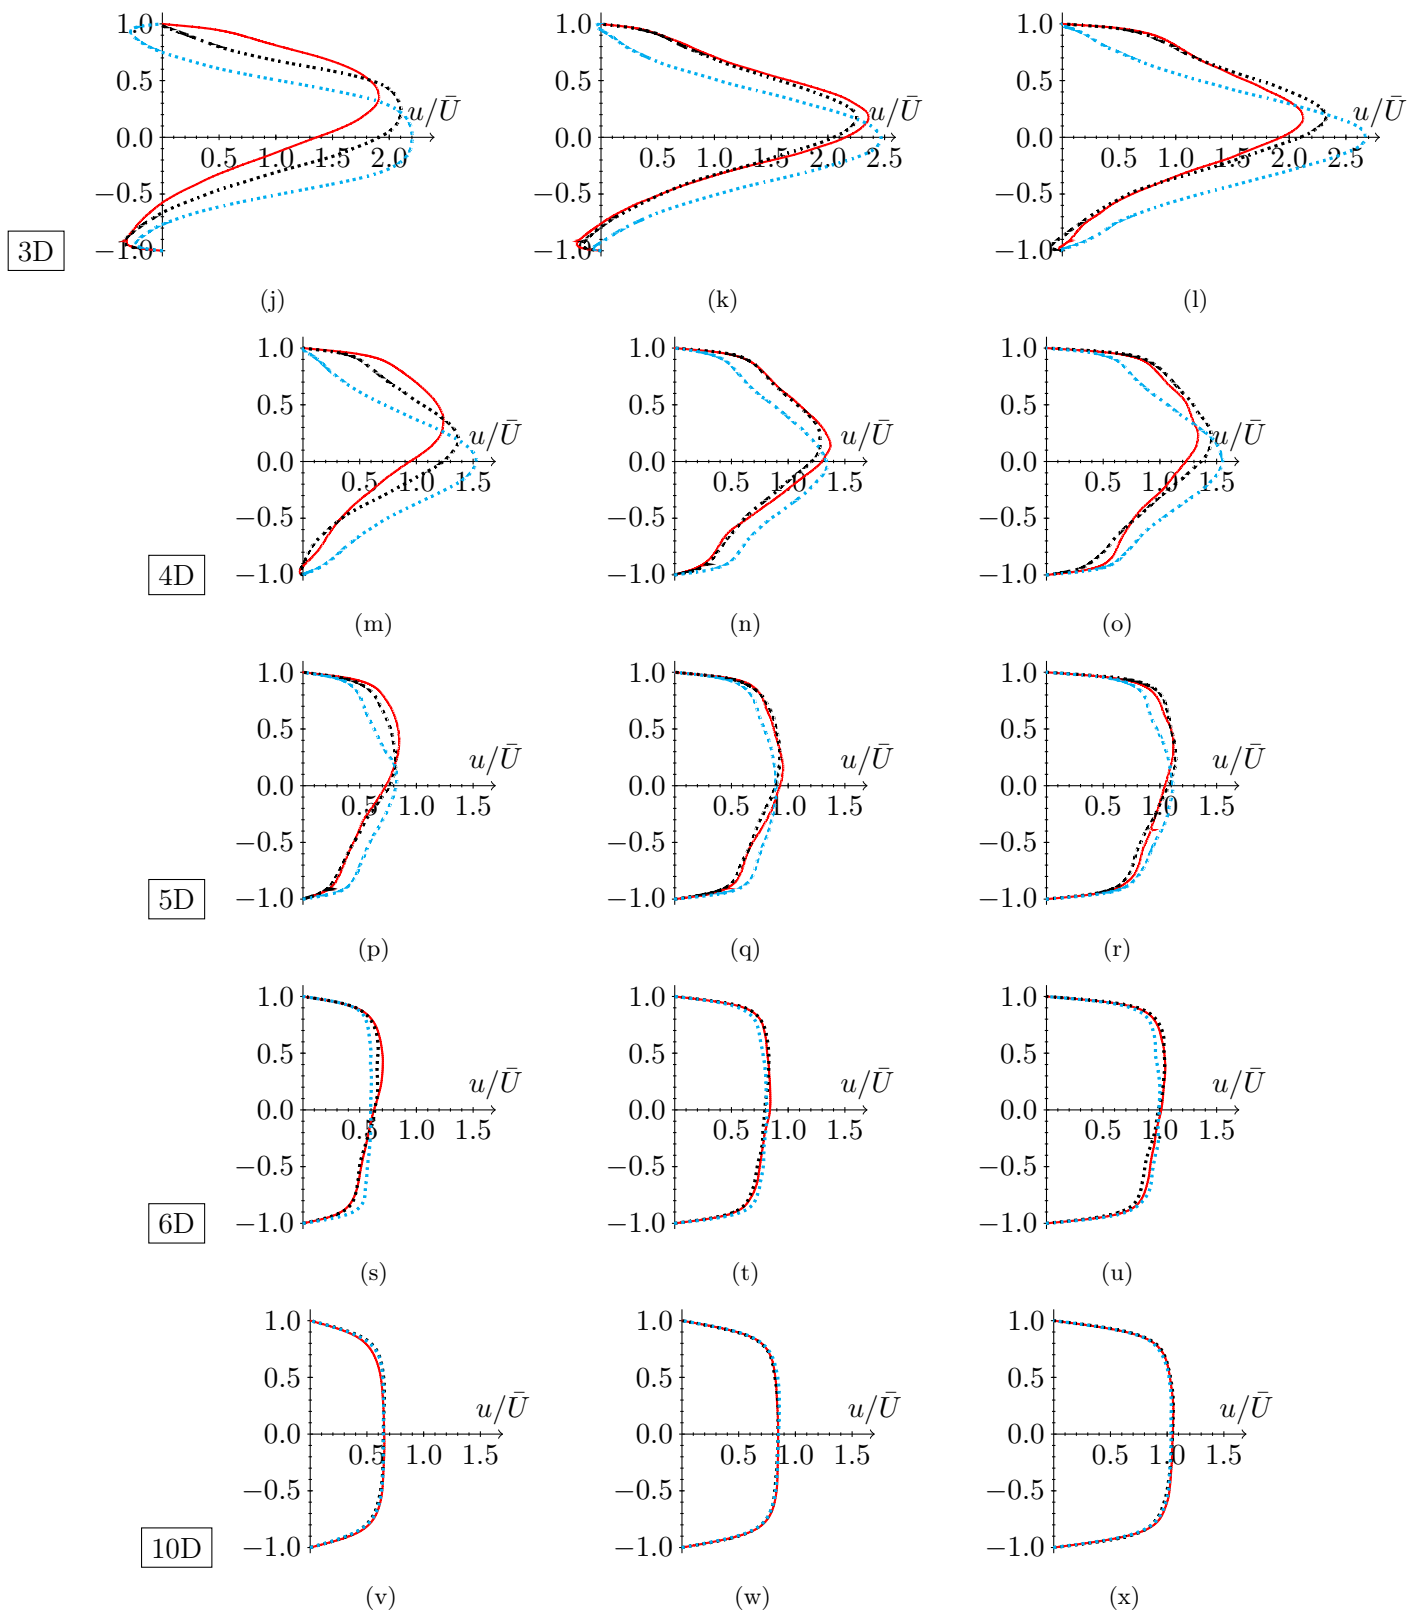 1.0 1.0 1.0
0.5 0.5 0.5
u/Ū u/Ū u/Ū
0.0 0.0 0.0
0.5 1.0 1.5 2.0 0.5 1.0 1.5 2.0 2.5 0.5 1.0 1.5 2.0 2.5
−0.5 −0.5 −0.5
3D −1.0 −1.0 −1.0
(j) (k) (l)
1.0 1.0 1.0
0.5 0.5 0.5
u/Ū u/Ū u/Ū
0.0 0.0 0.0
0.5 1.0 1.5 0.5 1.0 1.5 0.5 1.0 1.5
−0.5 −0.5 −0.5
4D −1.0 −1.0 −1.0
(m) (n) (o)
1.0 1.0 1.0
0.5 0.5 0.5
u/Ū u/Ū u/Ū
0.0 0.0 0.0
0.5 1.0 1.5 0.5 1.0 1.5 0.5 1.0 1.5
−0.5 −0.5 −0.5
5D −1.0 −1.0 −1.0
(p) (q) (r)
1.0 1.0 1.0
0.5 0.5 0.5
u/Ū u/Ū u/Ū
0.0 0.0 0.0
0.5 1.0 1.5 0.5 1.0 1.5 0.5 1.0 1.5
−0.5 −0.5 −0.5
6D −1.0 −1.0 −1.0
(s) (t) (u)
1.0 1.0 1.0
0.5 0.5 0.5
u/Ū u/Ū u/Ū
0.0 0.0 0.0
0.5 1.0 1.5 0.5 1.0 1.5 0.5 1.0 1.5
−0.5 −0.5 −0.5
10D −1.0 −1.0 −1.0
(v) (w) (x)